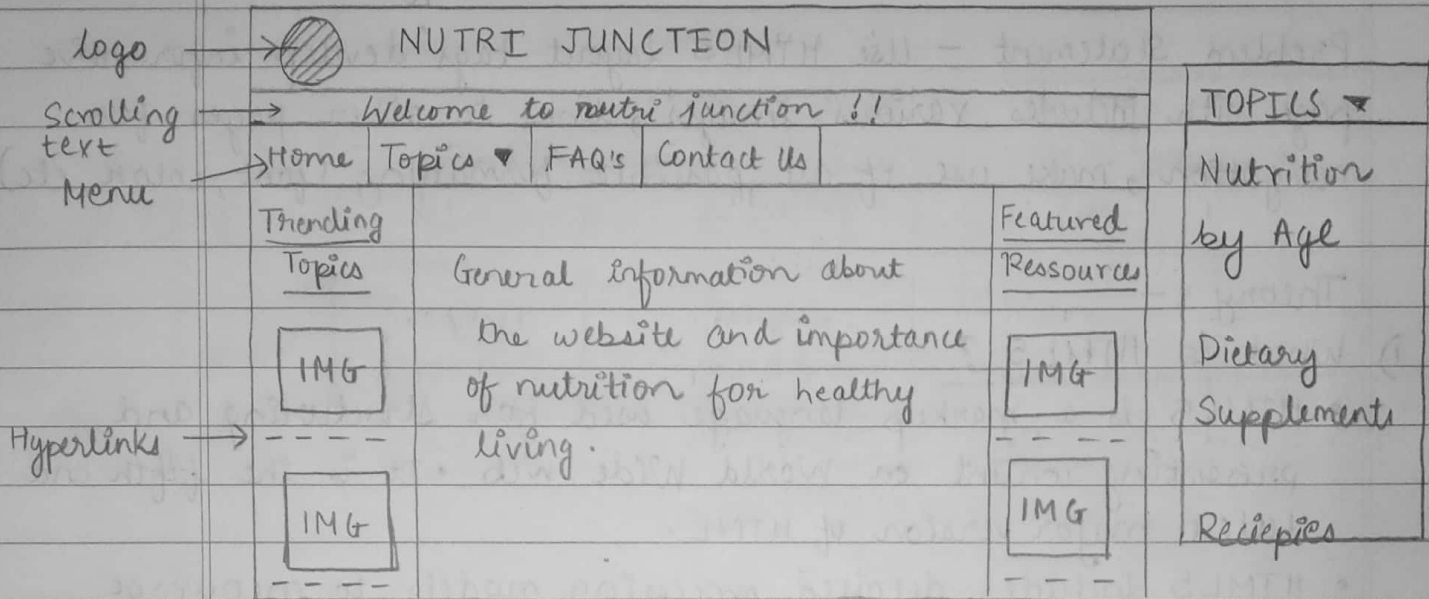 logo
NUTRI JUNCTION
Scrolling
text
Welcome to nutri junction !!
Menu
Home
Topics ▼
FAQ's
Contact Us
Trending
Topics
IMG
Hyperlinks
IMG
General information about
the website and importance
of nutrition for healthy
living.
Featured
Ressources
IMG
IMG
TOPICS ▼
Nutrition
by Age
Dietary
Supplements
Reciepies